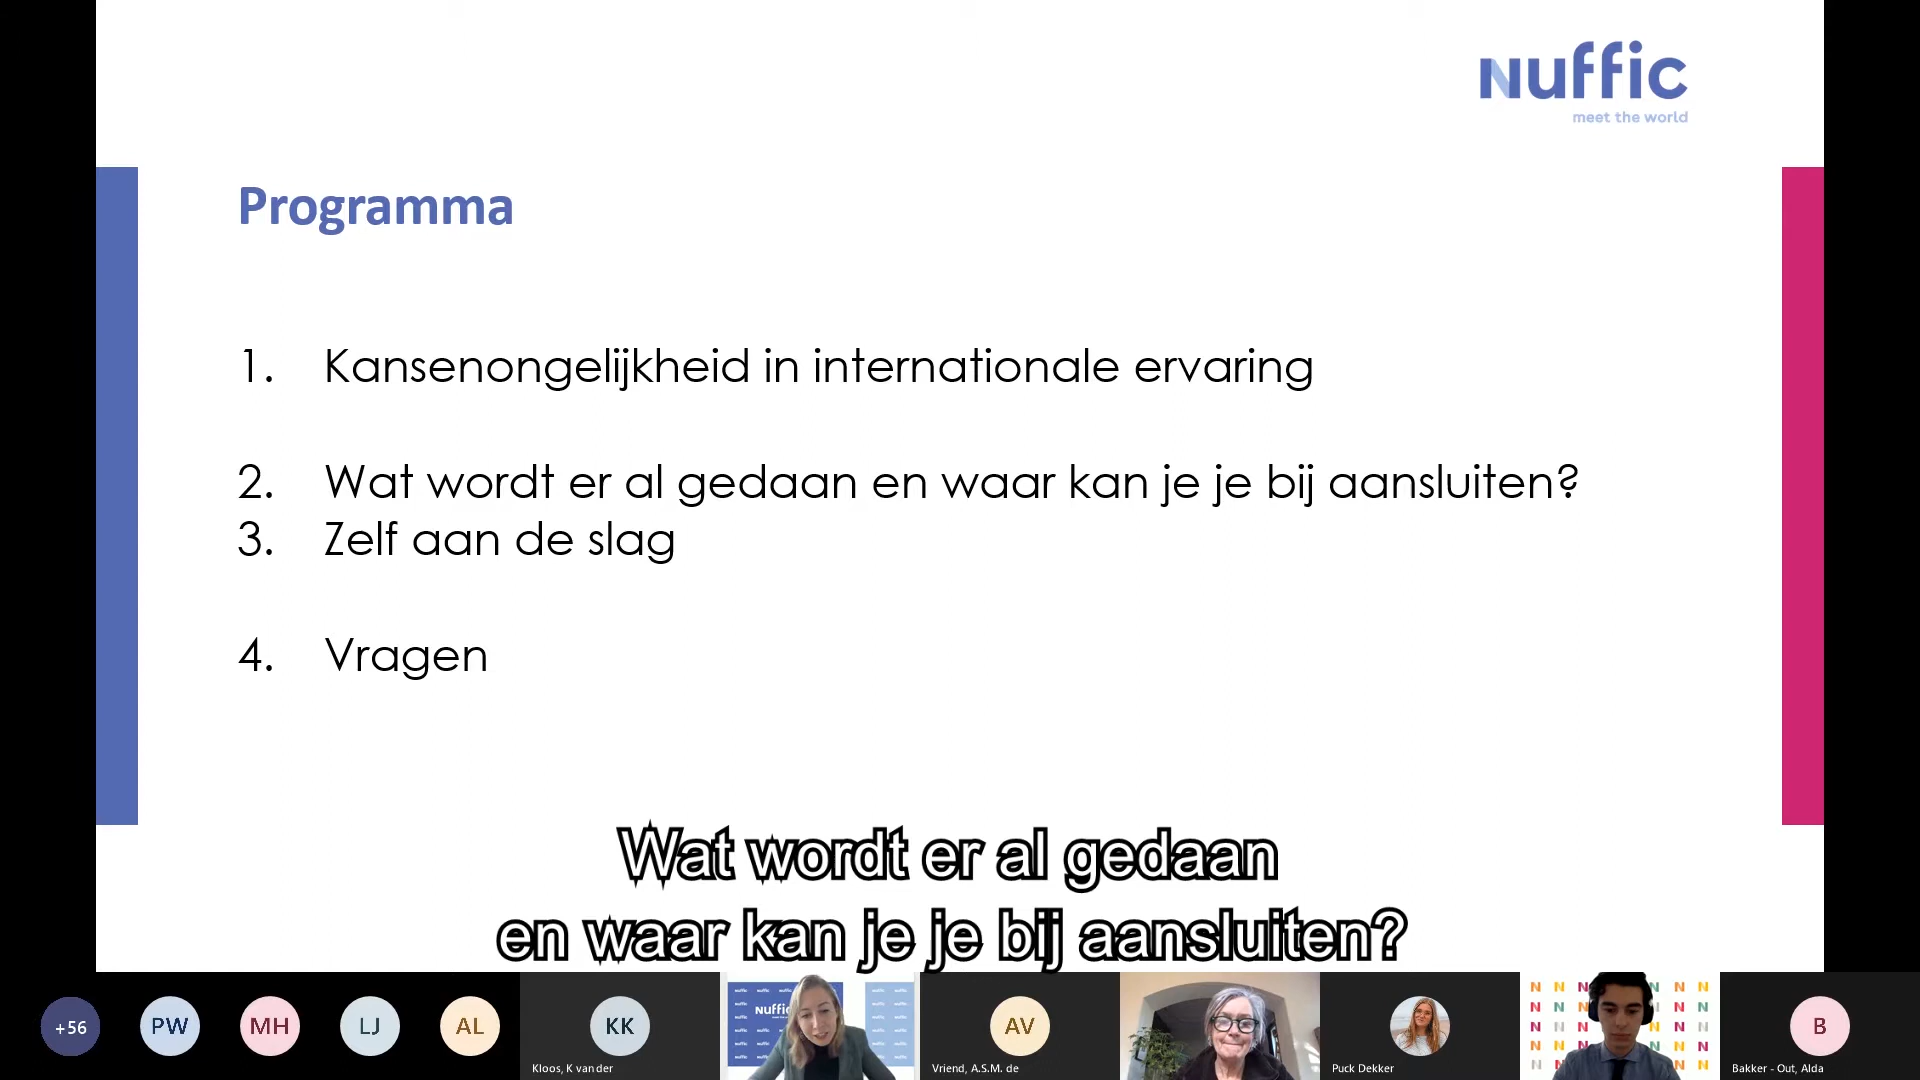 Nuffic
meet the world
Programma
1. Kansenongelijkheid in internationale ervaring
2. Wat wordt er al gedaan en waar kan je je bij aansluiten?
3. Zelf aan de slag
4. Vragen
Wat wordt er al gedaan
en waar kan je je bij aansluiten?
+56
PW
MH
LJ
AL
KK
Kloos, K van der
Nuffic
AV
Vriend, A.S.M. de
Puck Dekker
B
Bakker - Out, Alda